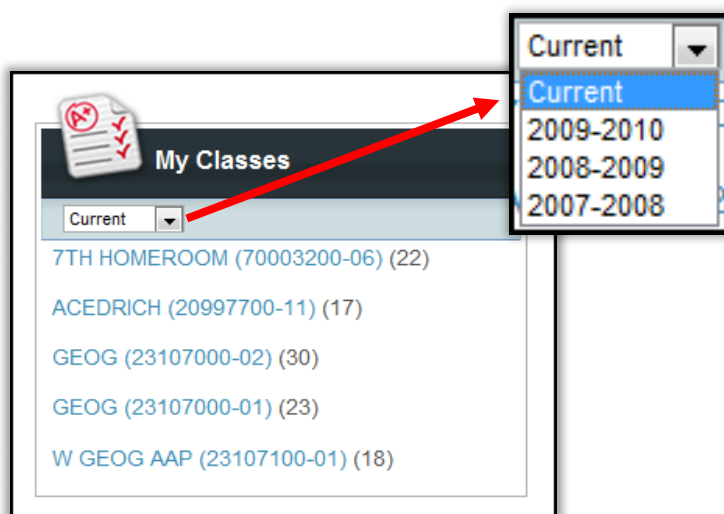 Current
Current
2009-2010
2008-2009
2007-2008
A+
My Classes
Current
7TH HOMEROOM (70003200-06) (22)
ACEDRICH (20997700-11) (17)
GEOG (23107000-02) (30)
GEOG (23107000-01) (23)
W GEOG AAP (23107100-01) (18)